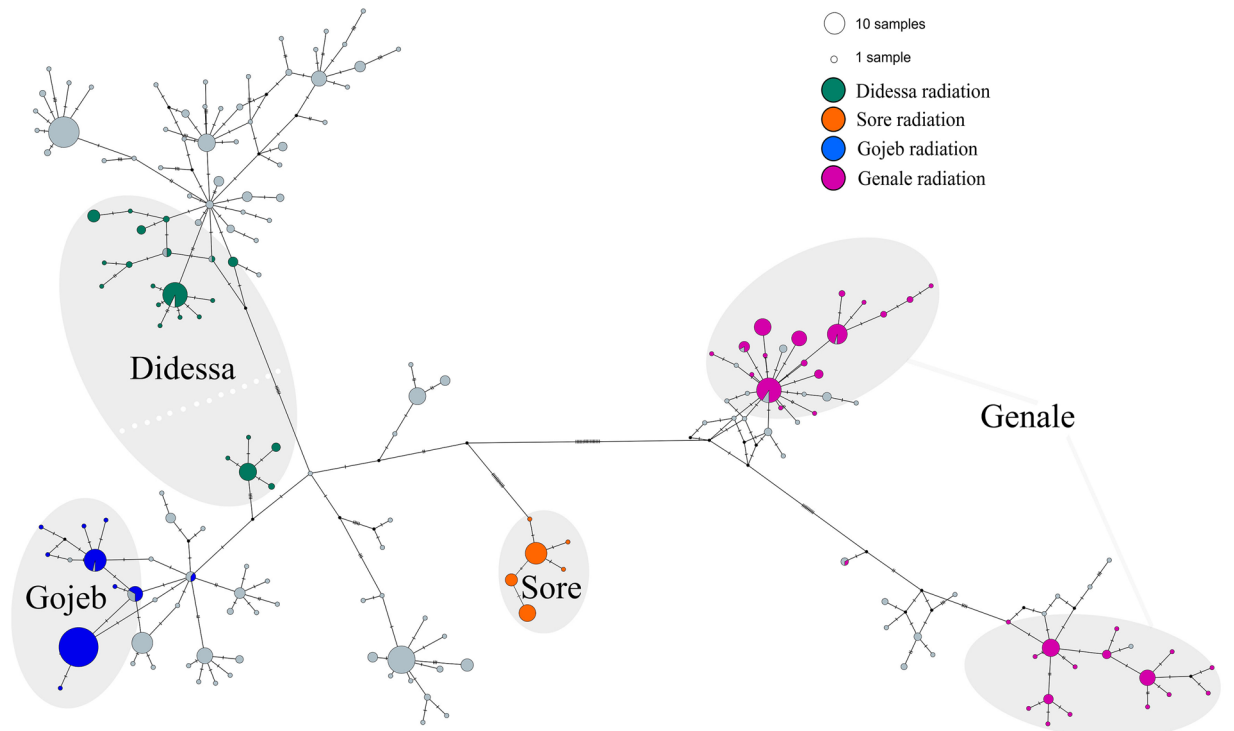 10 samples
1 sample
Didessa radiation
Sore radiation
Gojeb radiation
Genale radiation
Didessa
Genale
Gojeb
Sore